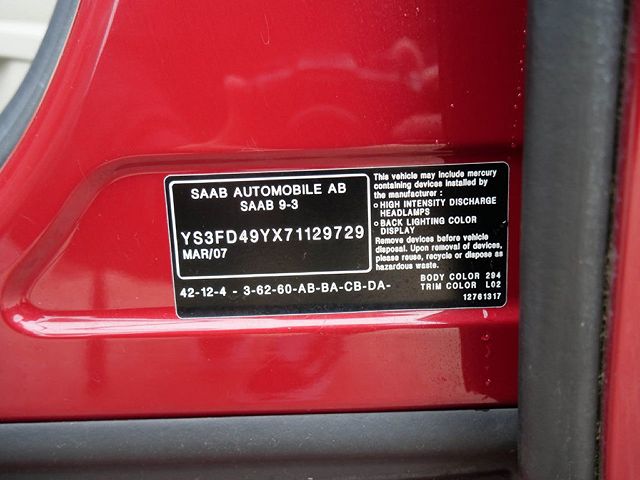 SAAB AUTOMOBILE AB
SAAB 9-3
YS3FD49YX71129729
MAR/07
42-12-4 - 3-62-60-AB-BA-CB-DA-
This vehicle may include mercury
containing devices installed by
the manufacturer :
o HIGH INTENSITY DISCHARGE
HEADLAMPS
o BACK LIGHTING COLOR
DISPLAY
Remove devices before vehicle
disposal. Upon removal of devices,
please reuse, recycle or dispose as
hazardous waste.
BODY COLOR 294
TRIM COLOR L02
12761317